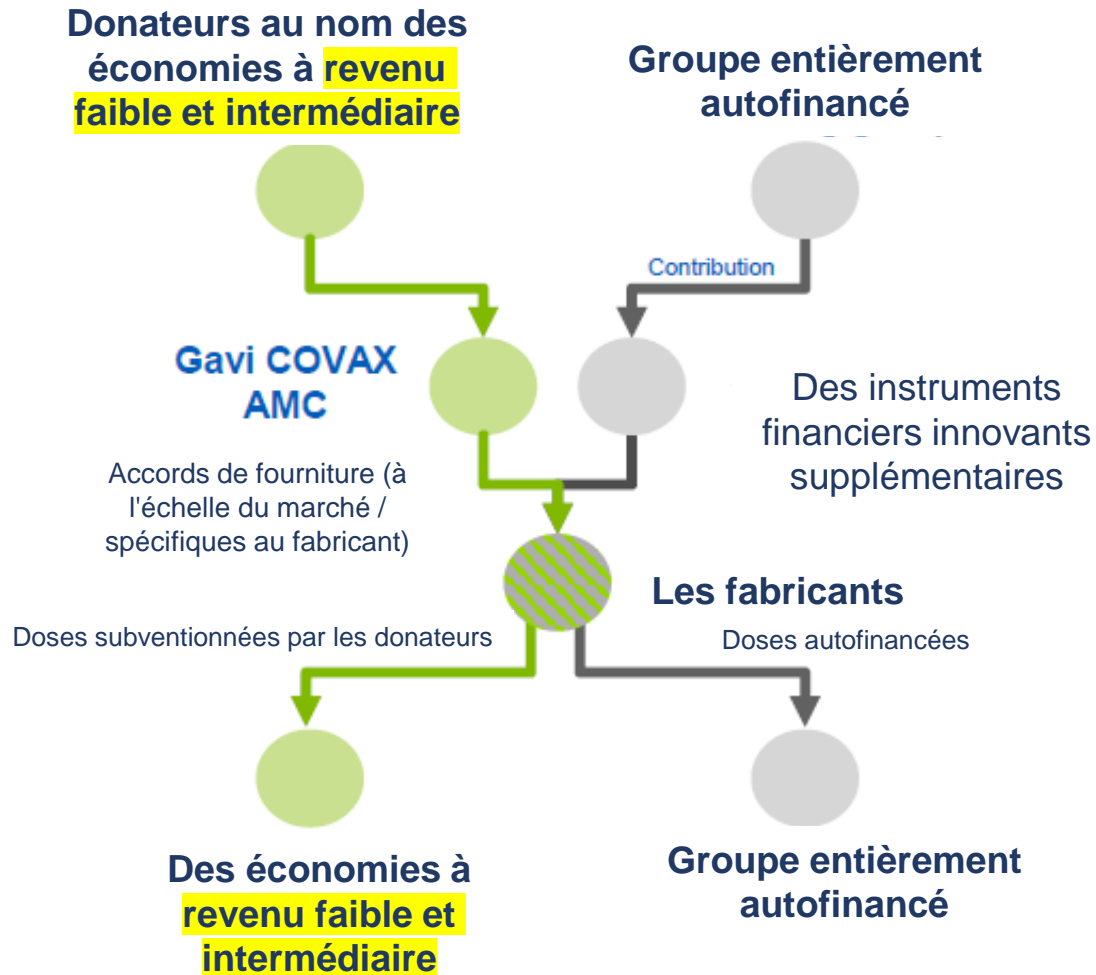 Donateurs au nom des
économies à revenu
faible et intermédiaire
Groupe entièrement
autofinancé
Contribution
Gavi COVAX
AMC
Des instruments
financiers innovants
supplémentaires
Accords de fourniture (à
l'échelle du marché /
spécifiques au fabricant)
Les fabricants
Doses subventionnées par les donateurs
Doses autofinancées
Des économies à
revenu faible et
intermédiaire
Groupe entièrement
autofinancé